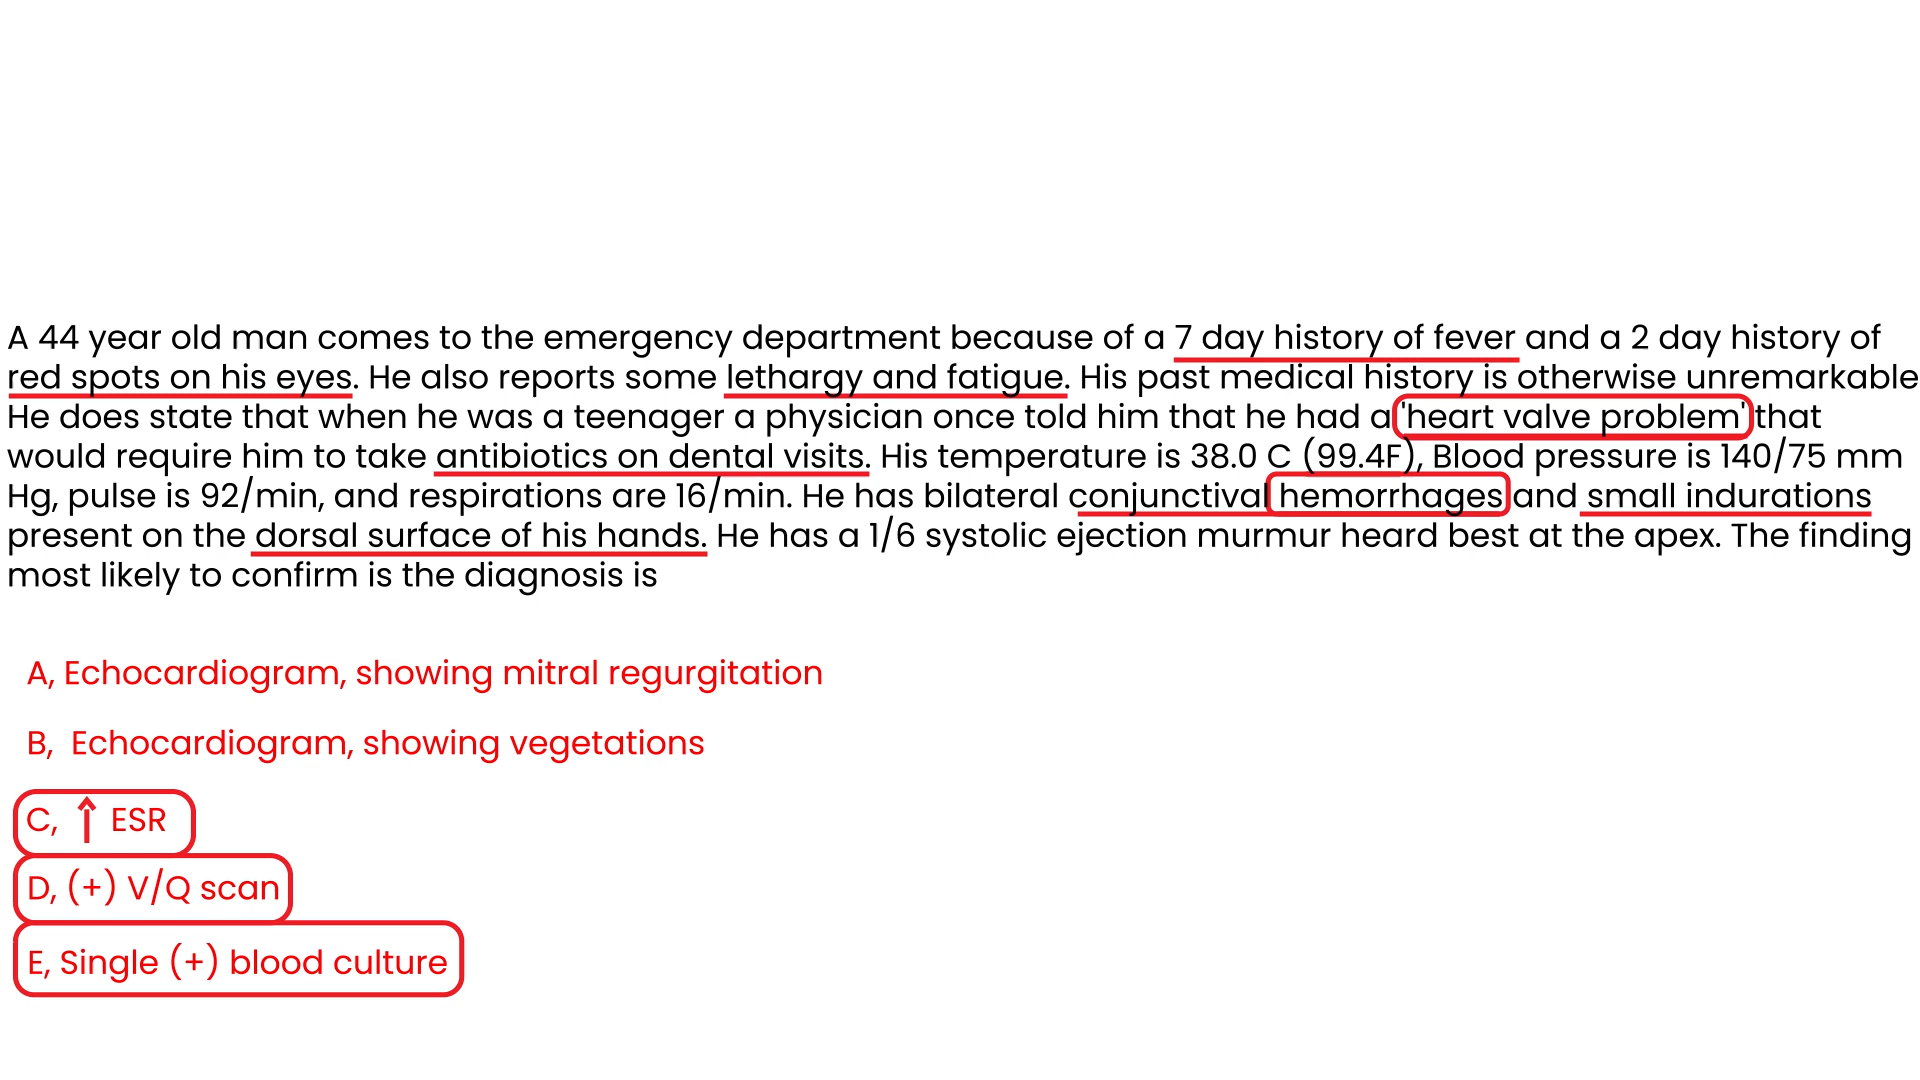 A 44 year old man comes to the emergency department because of a 7 day history of fever and a 2 day history of
red spots on his eyes. He also reports some lethargy and fatigue. His past medical history is otherwise unremarkable
He does state that when he was a teenager a physician once told him that he had a 'heart valve problem' that
would require him to take antibiotics on dental visits. His temperature is 38.0 C (99.4F), Blood pressure is 140/75 mm
Hg, pulse is 92/min, and respirations are 16/min. He has bilateral conjunctival hemorrhages and small indurations
present on the dorsal surface of his hands. He has a 1/6 systolic ejection murmur heard best at the apex. The finding
most likely to confirm is the diagnosis is
A, Echocardiogram, showing mitral regurgitation
B, Echocardiogram, showing vegetations
C, ↑ ESR
D, (+) V/Q scan
E, Single (+) blood culture